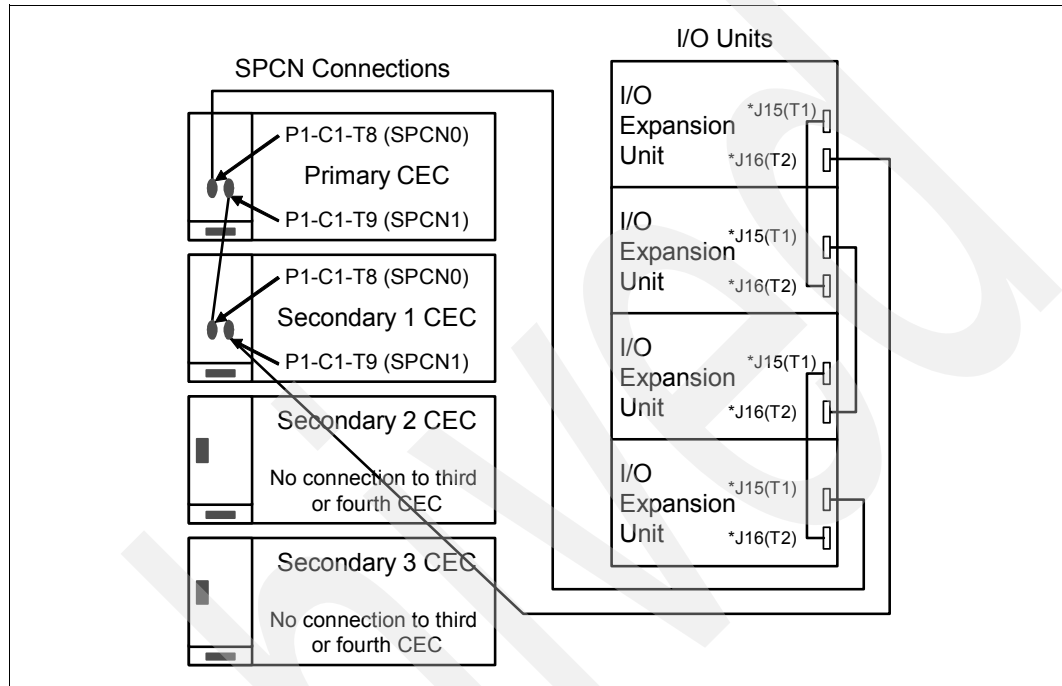 SPCN Connections
P1-C1-T8 (SPCN0)
Primary CEC
P1-C1-T9 (SPCN1)
P1-C1-T8 (SPCN0)
Secondary 1 CEC
P1-C1-T9 (SPCN1)
Secondary 2 CEC
No connection to third
or fourth CEC
Secondary 3 CEC
No connection to third
or fourth CEC
I/O Units
I/O
Expansion
Unit
*J15(T1)
*J16(T2)
I/O
Expansion
Unit
*J15(T1)
*J16(T2)
I/O
Expansion
Unit
*J15(T1)
*J16(T2)
I/O
Expansion
Unit
*J15(T1)
*J16(T2)